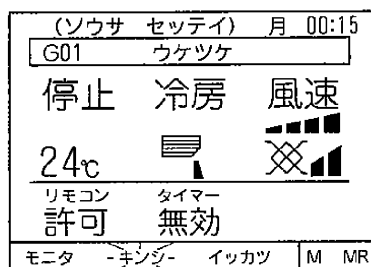 (ソウサ セッテイ) 月 00:15
G01 ウケツケ
停止 冷房 風速
24℃
リモコン タイマー
許可 無効
モニタ -キンシ- イッカツ M MR